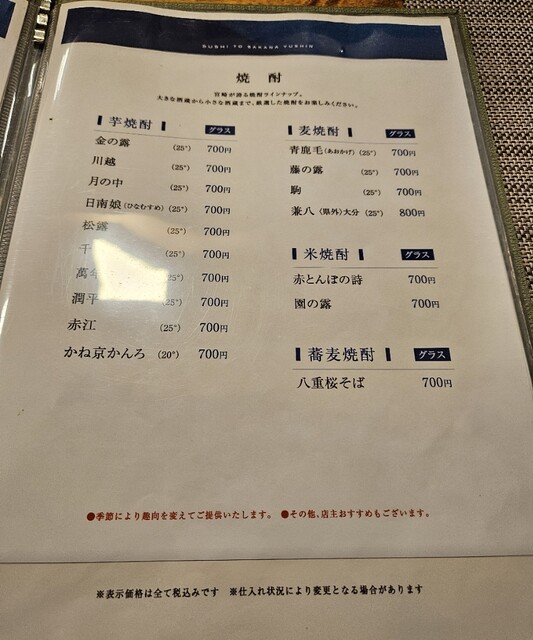 SUSHI TO SAKANA YUSHIN
焼酎
宮崎が誇る焼酎ラインナップ。
大きな酒蔵から小さな酒蔵まで、厳選した焼酎をお楽しみください。
芋焼酎 グラス
金の露 (25°) 700円
川越 (25°) 700円
月の中 (25°) 700円
日南娘(ひなむすめ) (25°) 700円
松露 (25°) 700円
千 (25°) 700円
萬年 (25°) 700円
潤平 (25°) 700円
赤江 (25°) 700円
かね京かんろ (20°) 700円
麦焼酎 グラス
青鹿毛(あおかげ) (25°) 700円
藤の露 (25°) 700円
駒 (25°) 700円
兼八(県外)大分 (25°) 800円
米焼酎 グラス
赤とんぼの詩 700円
園の露 700円
蕎麦焼酎 グラス
八重桜そば 700円
●季節により趣向を変えてご提供いたします。 ●その他、店主おすすめもございます。
※表示価格は全て税込みです ※仕入れ状況により変更となる場合があります